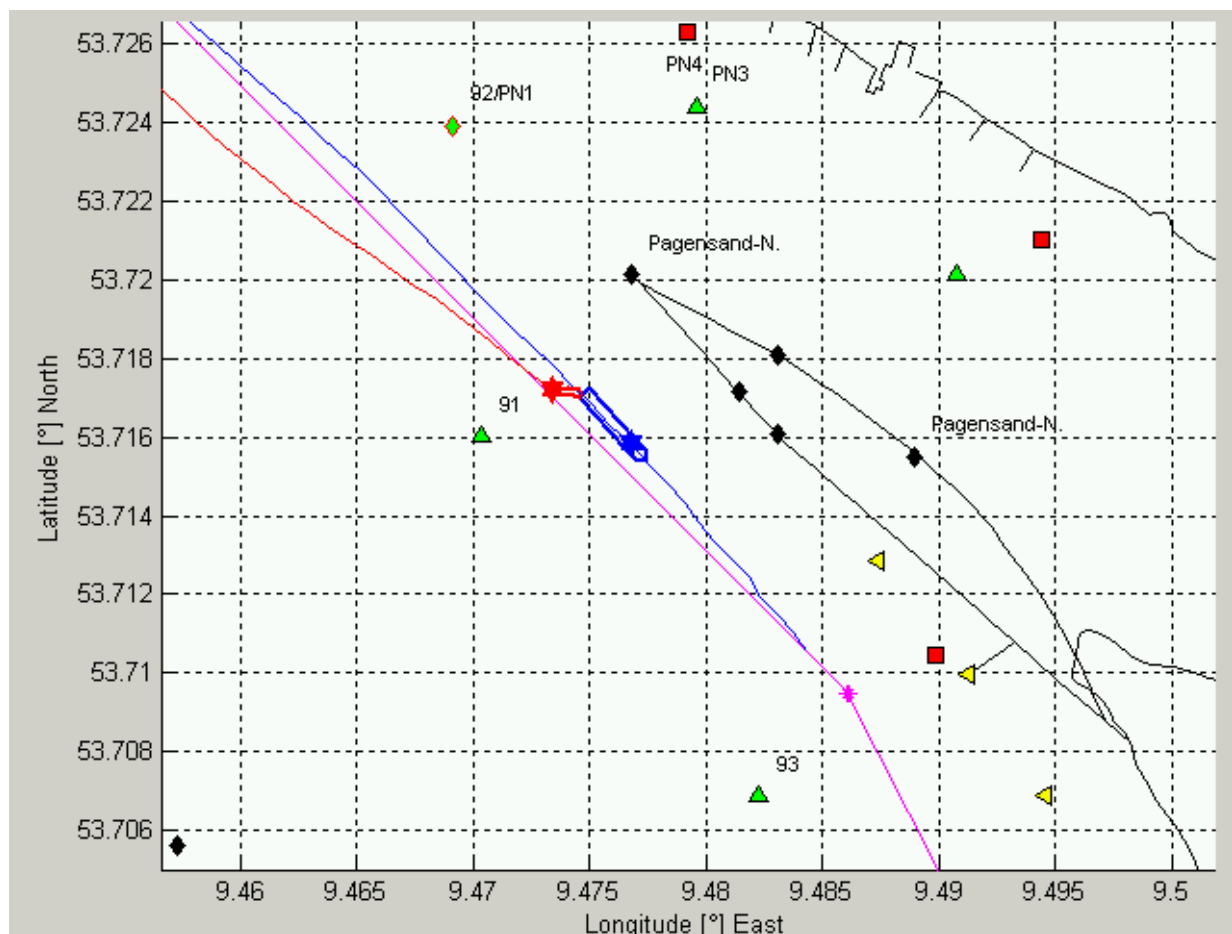 53.726
PN4
PN3
92/PN1
53.724
53.722
Pagensand-N.
53.72
53.718
91
53.716
Pagensand-N.
53.714
53.712
53.71
53.708
93
53.706
Latitude [°] North
9.46 9.465 9.47 9.475 9.48 9.485 9.49 9.495 9.5
Longitude [°] East